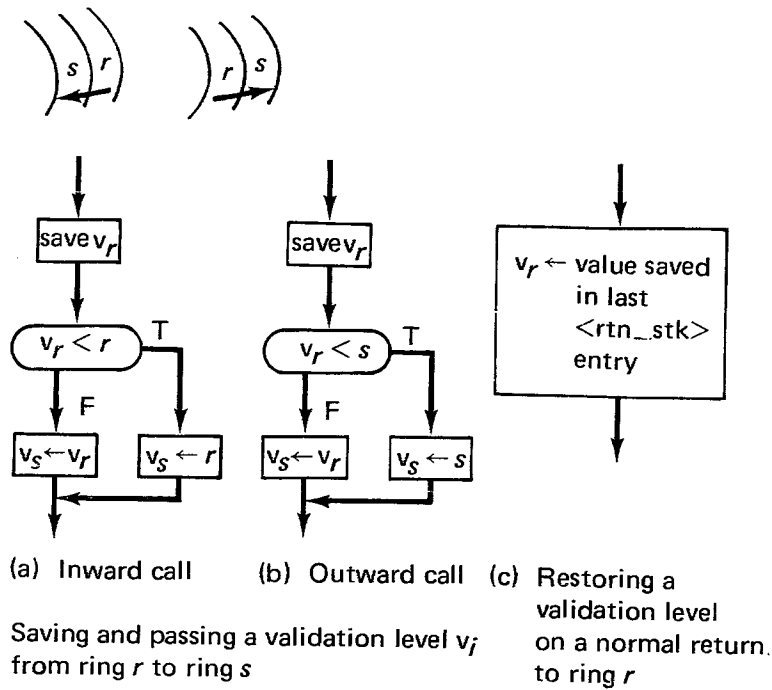 s r
r s
save v_r
v_r < r
T
F
v_s ← v_r
v_s ← r
(a) Inward call
save v_r
v_r < s
T
F
v_s ← v_r
v_s ← s
(b) Outward call
Saving and passing a validation level v_i
from ring r to ring s
v_r ← value saved
in last
<rtn_stk>
entry
(c) Restoring a
validation level
on a normal return
to ring r